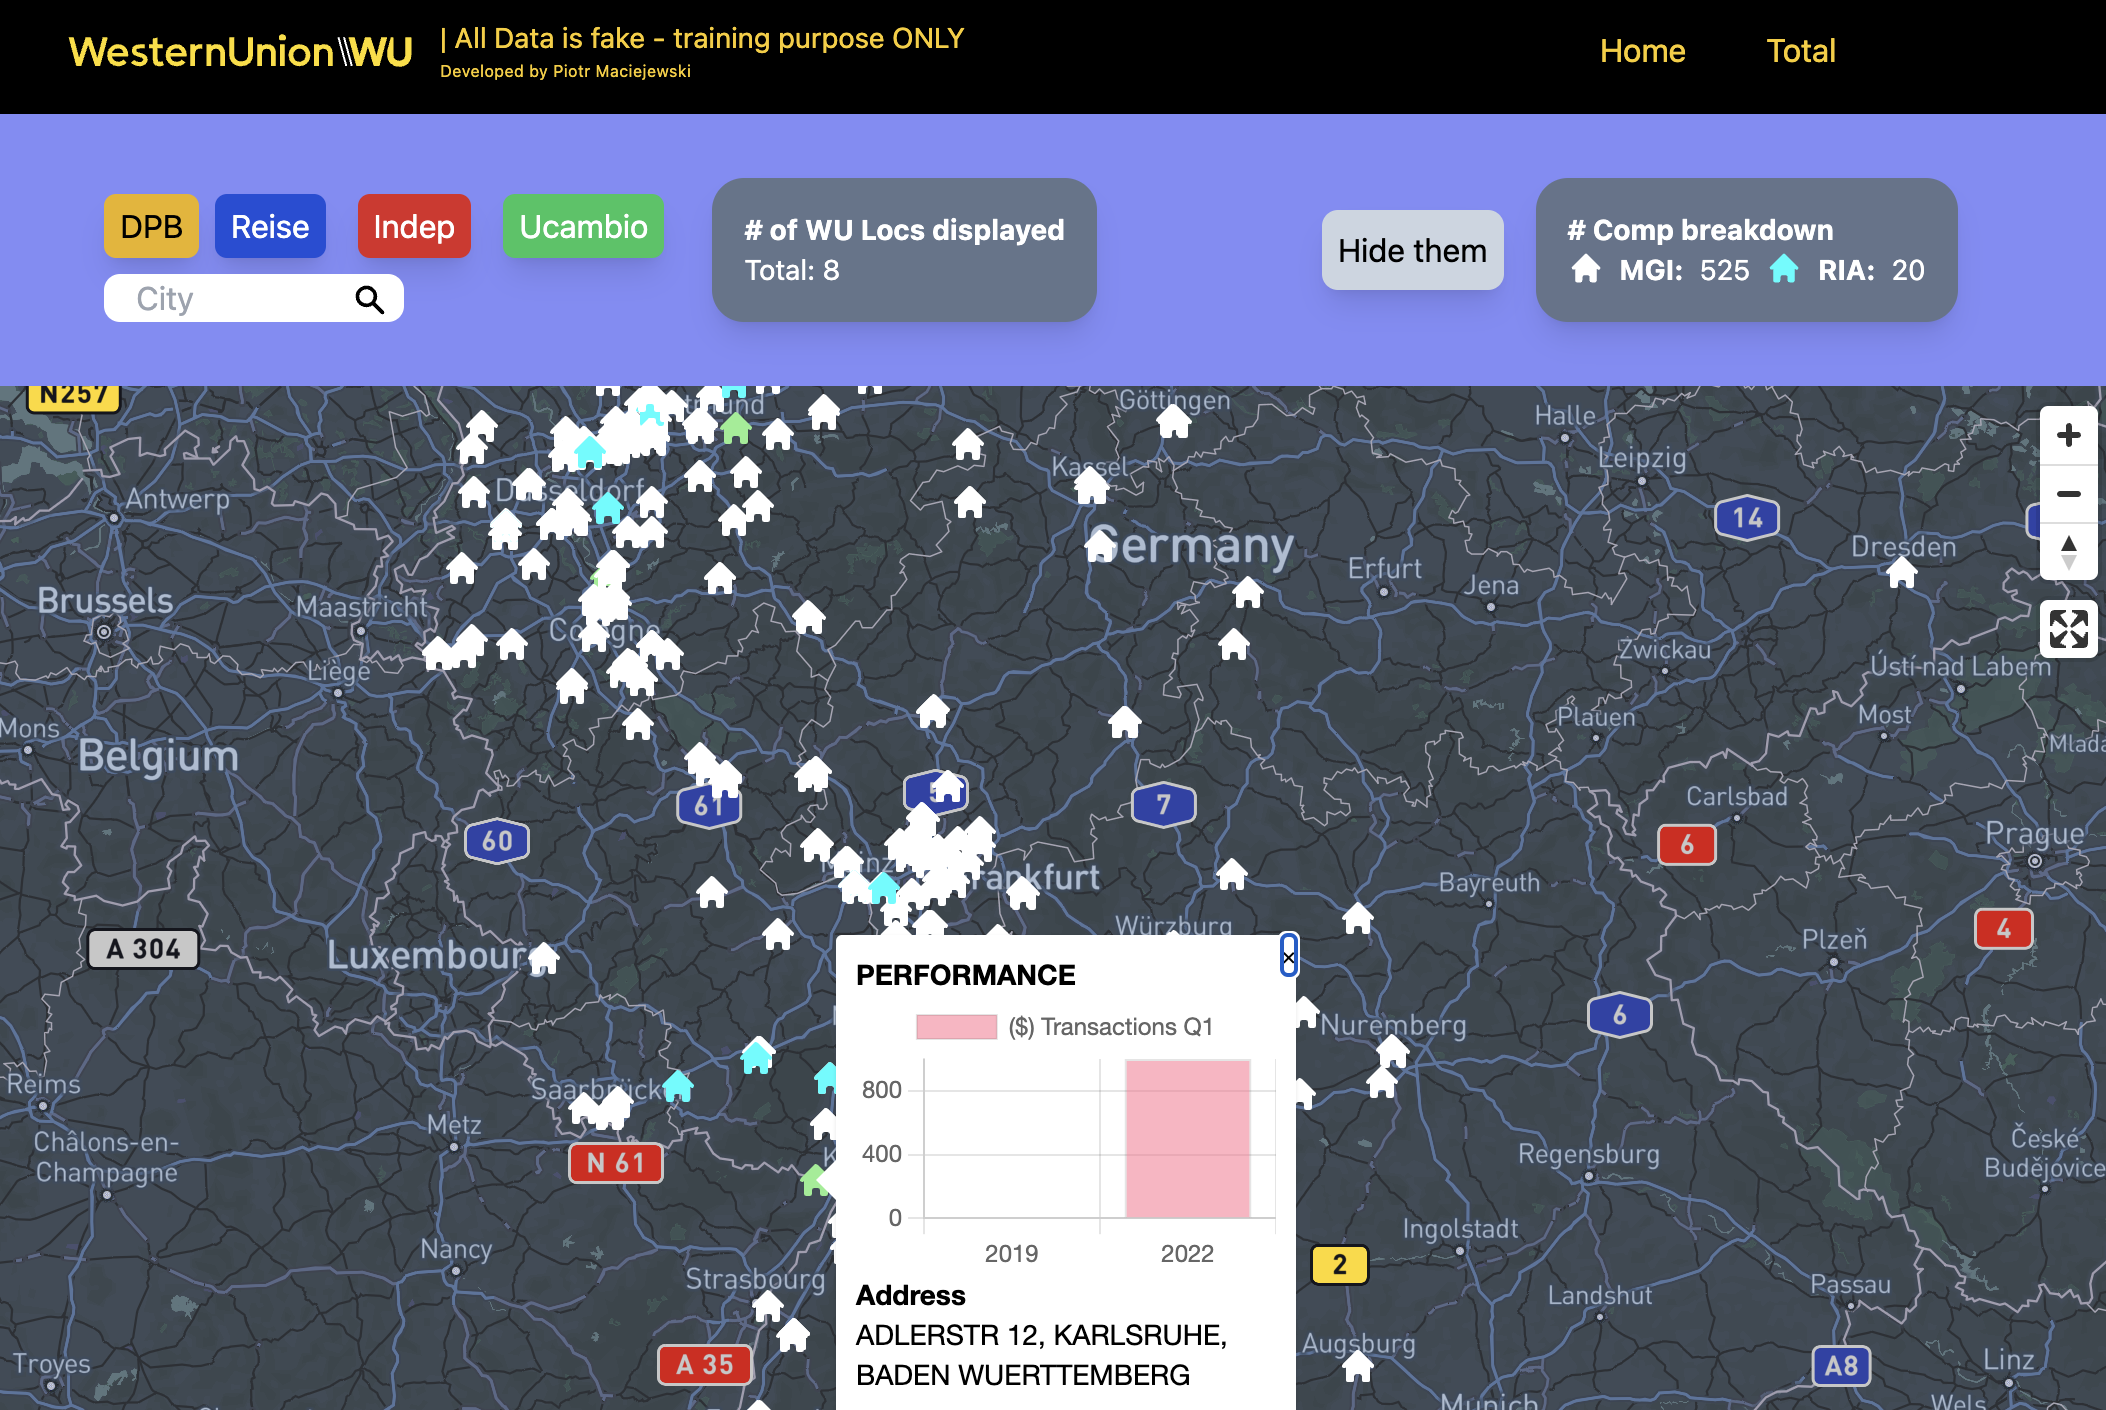 WesternUnion\\WU
| All Data is fake - training purpose ONLY
Developed by Piotr Maciejewski
Home
Total
DPB
Reise
Indep
Ucambio
City
# of WU Locs displayed
Total: 8
Hide them
# Comp breakdown
MGI: 525 RIA: 20
N257
Göttingen
Halle
Kassel
Leipzig
Antwerp
14
Germany
Dresden
Erfurt
Jena
Brussels
Maastricht
Zwickau
Liège
Ústí nad Labem
Mons
Plauen
Most
Belgium
61
5
7
Carlsbad
60
6
Prague
Bayreuth
Würzburg
4
A 304
Plzeň
Luxembourg
PERFORMANCE
×
($) Transactions Q1
800
400
0
2019
2022
Address
ADLERSTR 12, KARLSRUHE,
BADEN WUERTTEMBERG
6
Nuremberg
Reims
Metz
Châlons-en-
Champagne
N 61
Regensburg
České
Budějovice
Ingolstadt
Nancy
2
Strasbourg
Landshut
Passau
Augsburg
Troyes
A 35
A8
Linz
Munich
Wels